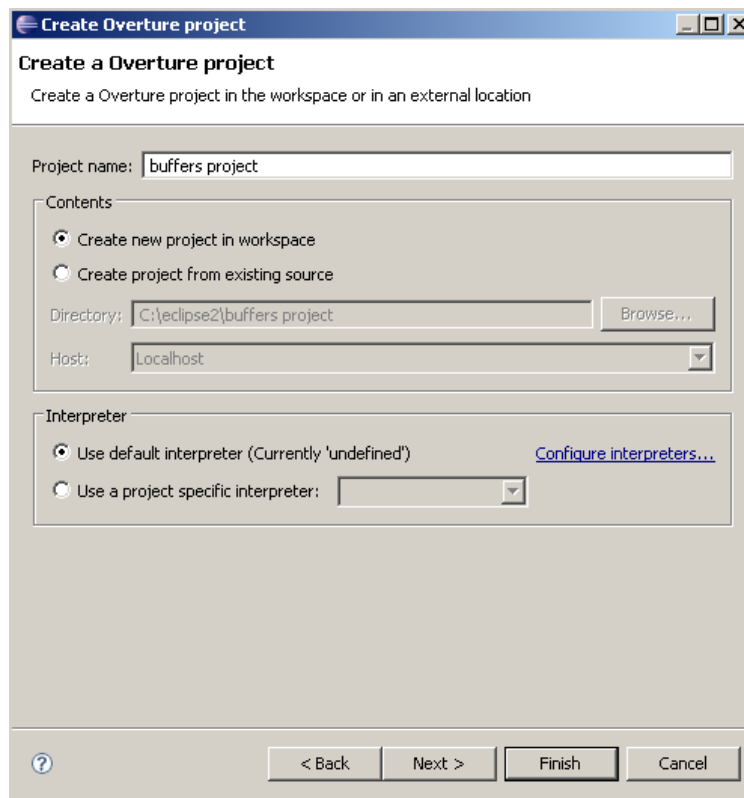 Create Overture project
Create a Overture project
Create a Overture project in the workspace or in an external location
Project name: buffers project
Contents
Create new project in workspace
Create project from existing source
Directory: C:\eclipse2\buffers project Browse...
Host: Localhost
Interpreter
Use default interpreter (Currently 'undefined') Configure interpreters...
Use a project specific interpreter:
? < Back Next > Finish Cancel